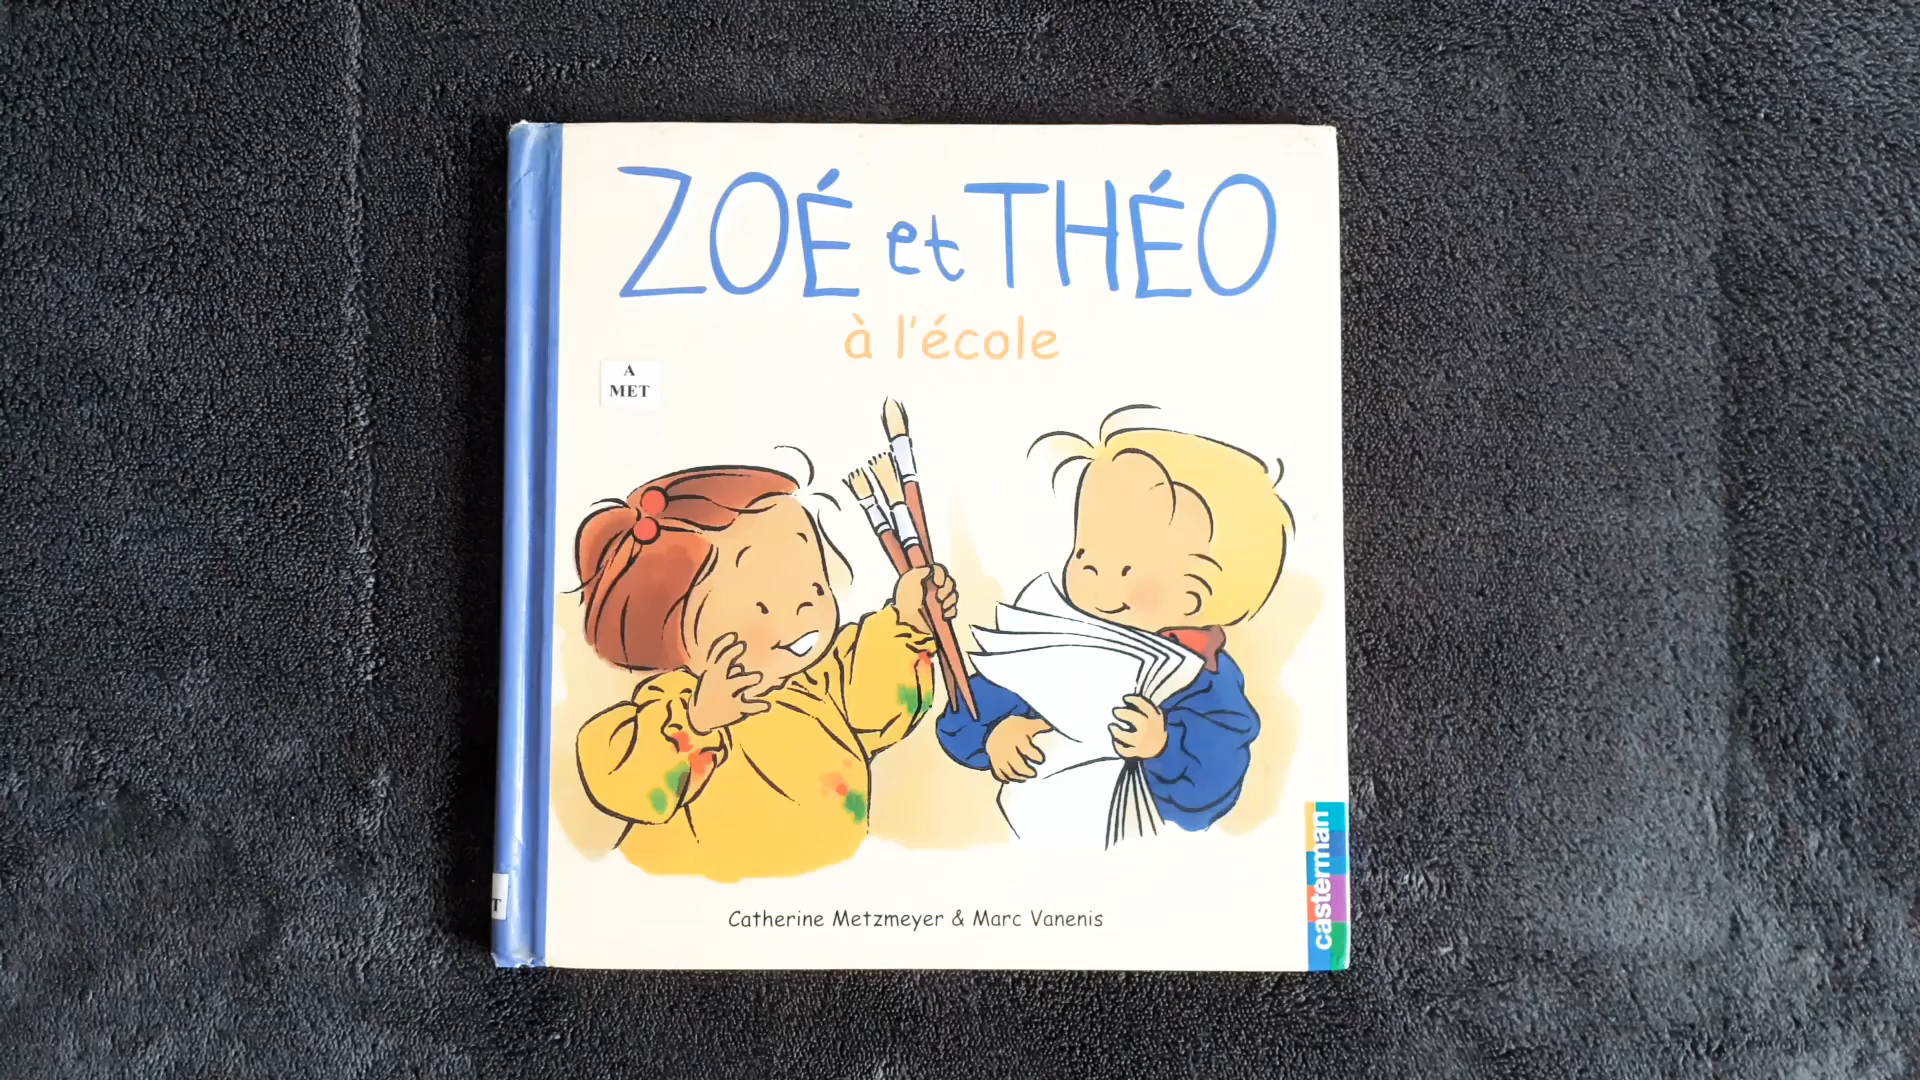 ZOÉ et THÉO
à l'école
A
MET
T
Catherine Metzmeyer & Marc Vanenis
casterman